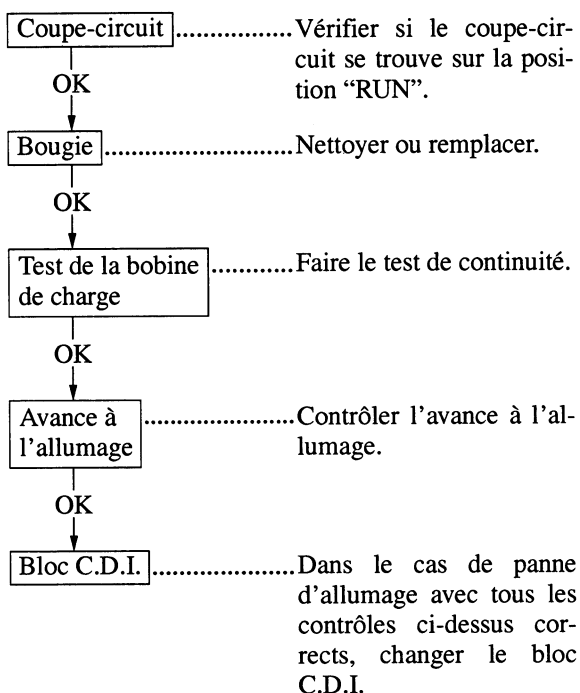 Coupe-circuit ................. Vérifier si le coupe-cir-
cuit se trouve sur la posi-
tion “RUN”.
OK
Bougie ........................... Nettoyer ou remplacer.
OK
Test de la bobine ............ Faire le test de continuité.
de charge
OK
Avance à ...................... Contrôler l’avance à l’al-
l’allumage lumage.
OK
Bloc C.D.I. ..................... Dans le cas de panne
d’allumage avec tous les
contrôles ci-dessus cor-
rects, changer le bloc
C.D.I.